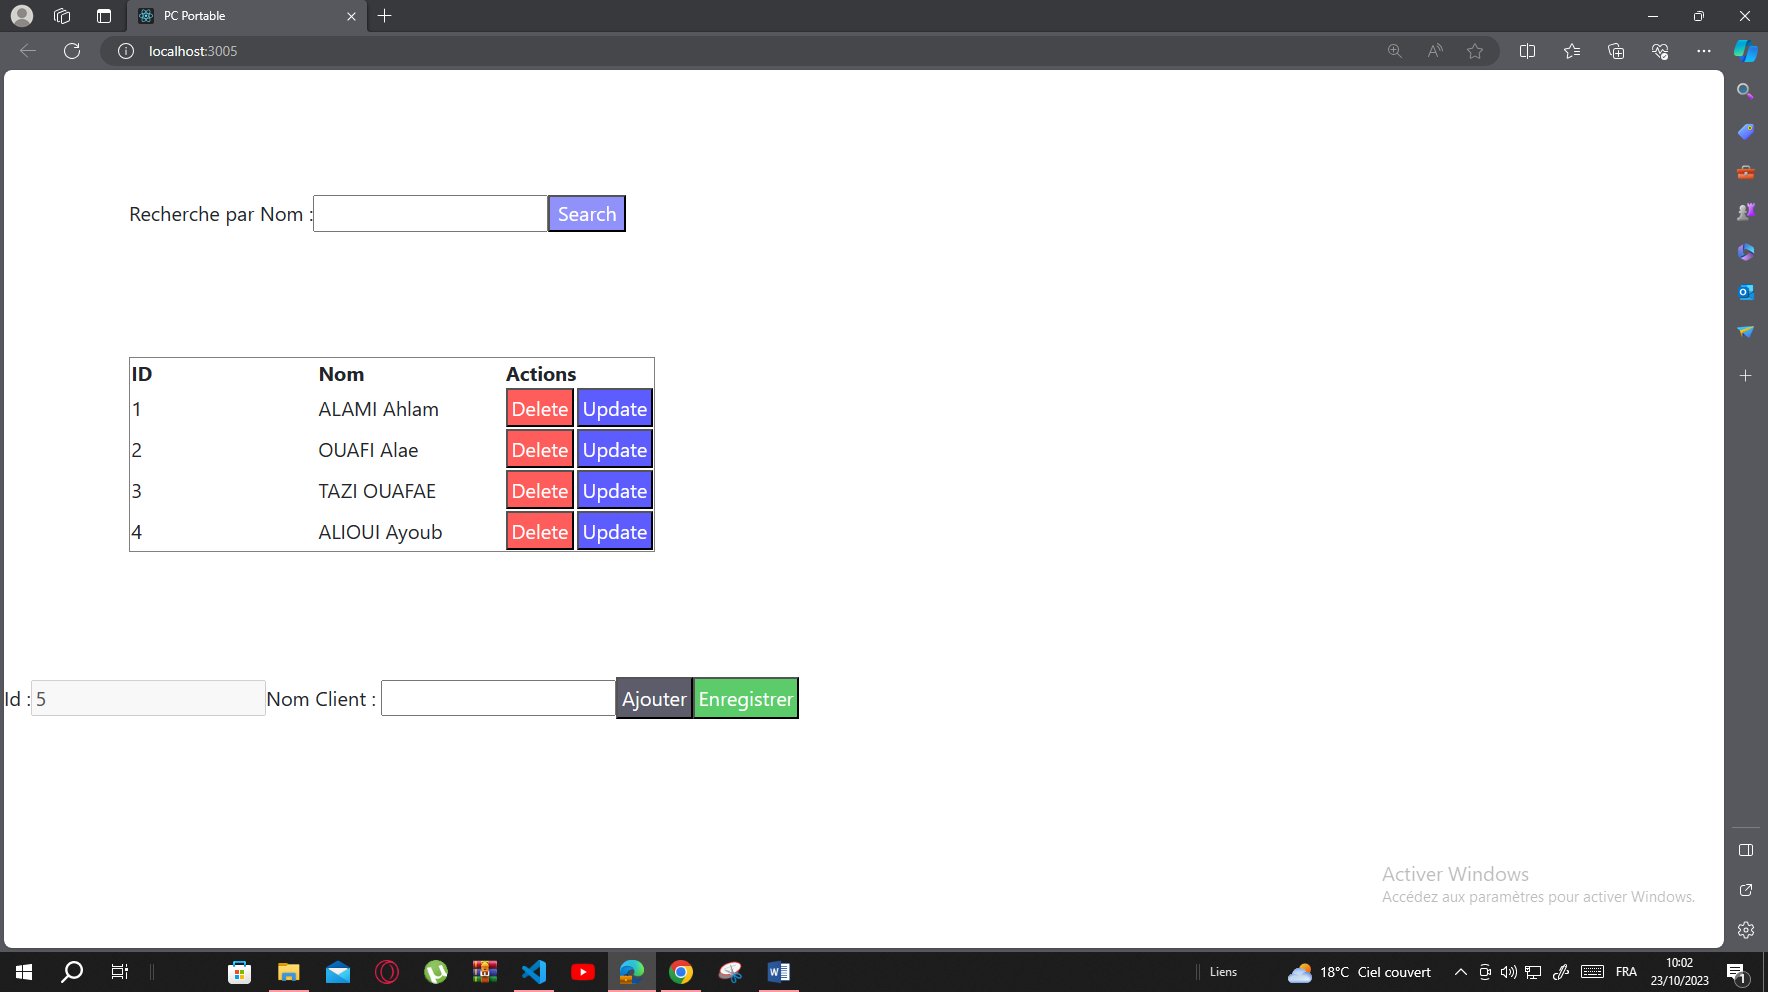 PC Portable
localhost:3005
Recherche par Nom : Search
ID Nom Actions
1 ALAMI Ahlam Delete Update
2 OUAFI Alae Delete Update
3 TAZI OUAFAE Delete Update
4 ALIOUI Ayoub Delete Update
Id : 5 Nom Client : Ajouter Enregistrer
Activer Windows
Accédez aux paramètres pour activer Windows.
Liens 18°C Ciel couvert FRA 10:02
23/10/2023 1